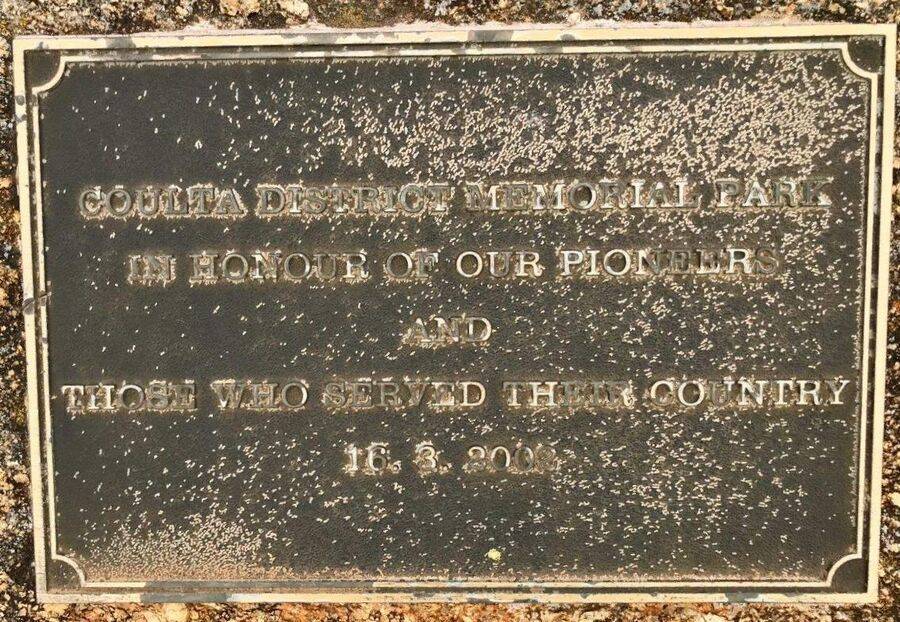 COULTA DISTRICT MEMORIAL PARK
IN HONOUR OF OUR PIONEERS
AND
THOSE WHO SERVED THEIR COUNTRY
16. 3. 2002